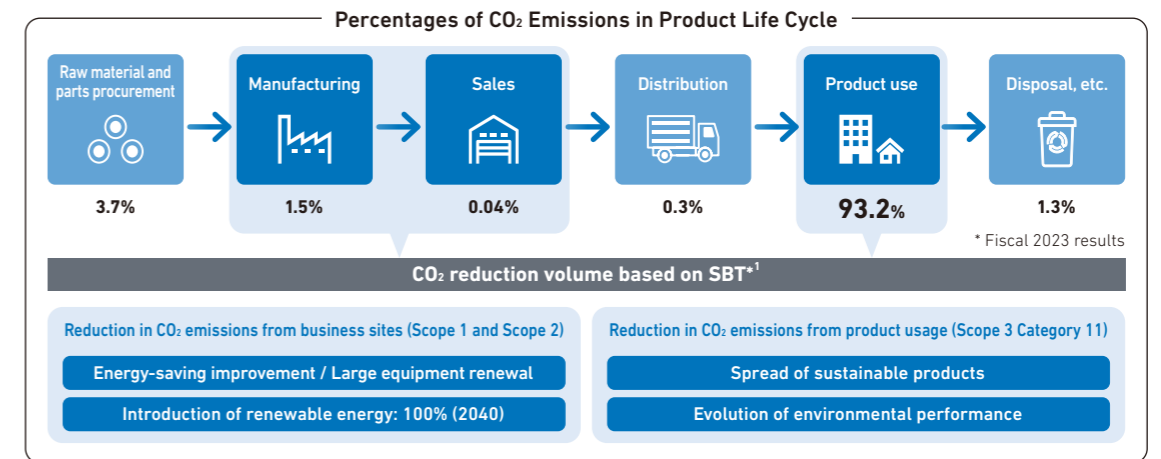 Percentages of CO₂ Emissions in Product Life Cycle
Raw material and
parts procurement
Manufacturing
Sales
Distribution
Product use
Disposal, etc.
3.7%
1.5%
0.04%
0.3%
93.2%
1.3%
* Fiscal 2023 results
CO₂ reduction volume based on SBT*¹
Reduction in CO₂ emissions from business sites (Scope 1 and Scope 2)
Energy-saving improvement / Large equipment renewal
Introduction of renewable energy: 100% (2040)
Reduction in CO₂ emissions from product usage (Scope 3 Category 11)
Spread of sustainable products
Evolution of environmental performance